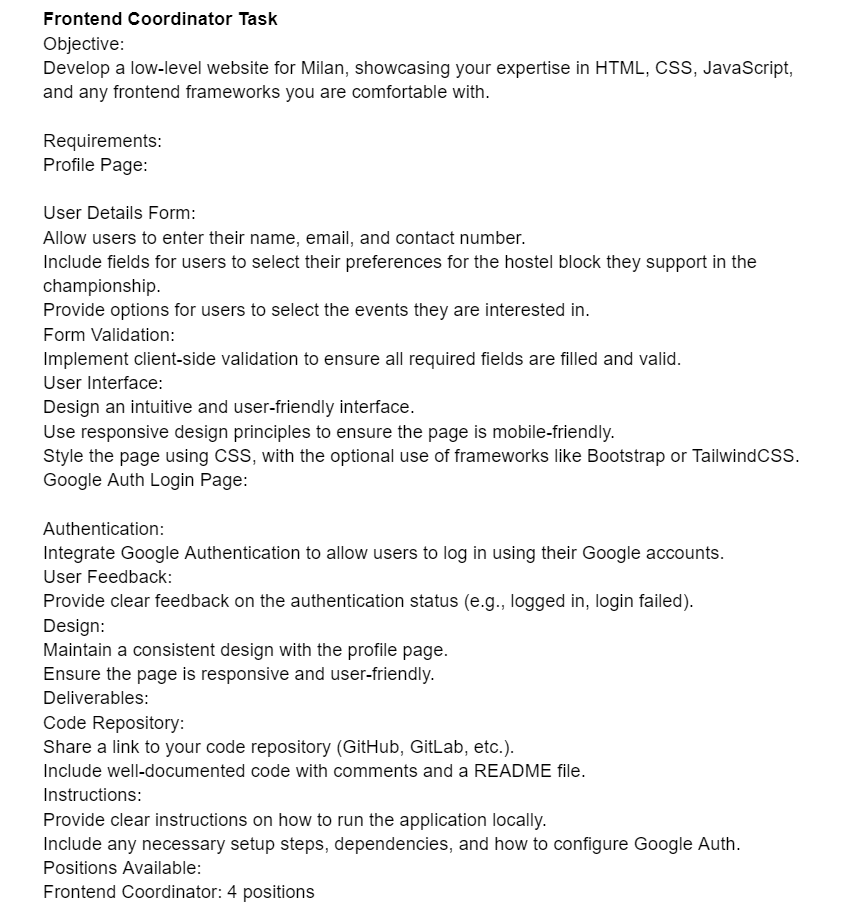 Frontend Coordinator Task
Objective:
Develop a low-level website for Milan, showcasing your expertise in HTML, CSS, JavaScript,
and any frontend frameworks you are comfortable with.
Requirements:
Profile Page:
User Details Form:
Allow users to enter their name, email, and contact number.
Include fields for users to select their preferences for the hostel block they support in the
championship.
Provide options for users to select the events they are interested in.
Form Validation:
Implement client-side validation to ensure all required fields are filled and valid.
User Interface:
Design an intuitive and user-friendly interface.
Use responsive design principles to ensure the page is mobile-friendly.
Style the page using CSS, with the optional use of frameworks like Bootstrap or TailwindCSS.
Google Auth Login Page:
Authentication:
Integrate Google Authentication to allow users to log in using their Google accounts.
User Feedback:
Provide clear feedback on the authentication status (e.g., logged in, login failed).
Design:
Maintain a consistent design with the profile page.
Ensure the page is responsive and user-friendly.
Deliverables:
Code Repository:
Share a link to your code repository (GitHub, GitLab, etc.).
Include well-documented code with comments and a README file.
Instructions:
Provide clear instructions on how to run the application locally.
Include any necessary setup steps, dependencies, and how to configure Google Auth.
Positions Available:
Frontend Coordinator: 4 positions